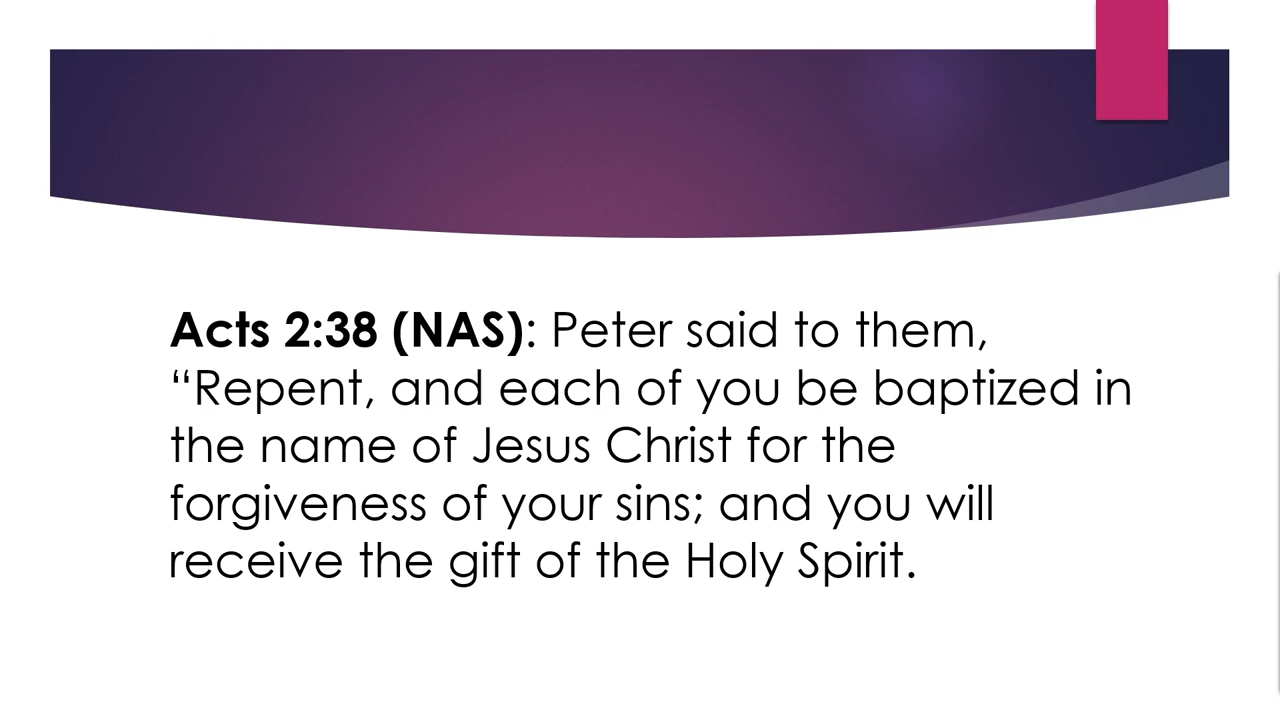 Acts 2:38 (NAS): Peter said to them,
“Repent, and each of you be baptized in
the name of Jesus Christ for the
forgiveness of your sins; and you will
receive the gift of the Holy Spirit.